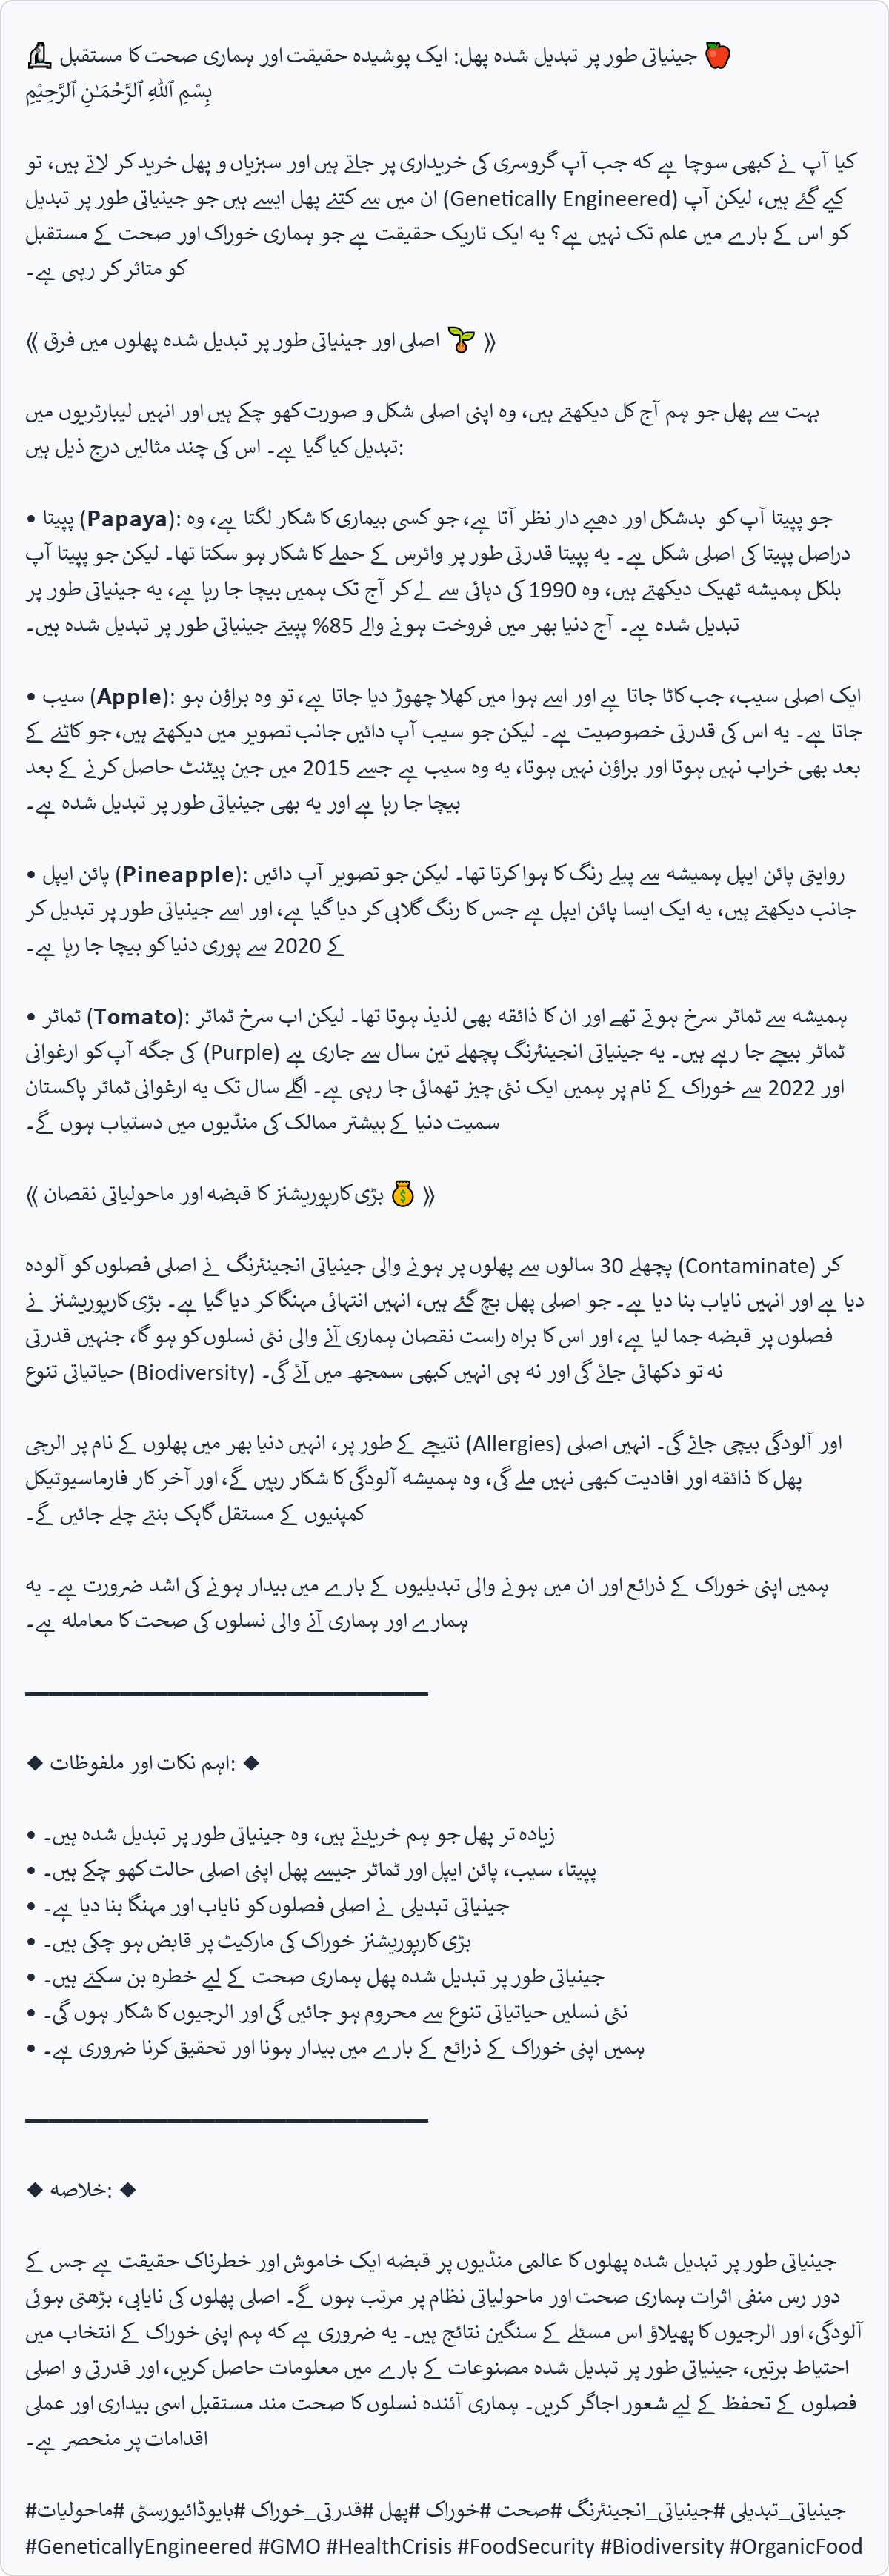 🔬 جینیاتی طور پر تبدیل شدہ پھل: ایک پوشیدہ حقیقت اور ہماری صحت کا مستقبل 🍎
بِسْمِ ٱللَّهِ ٱلرَّحْمَـٰنِ ٱلرَّحِيْمِ
کیا آپ نے کبھی سوچا ہے کہ جب آپ گروسری کی خریداری پر جاتے ہیں اور سبزیاں و پھل خرید کر لاتے ہیں، تو
ان میں سے کتنے پھل ایسے ہیں جو جینیاتی طور پر تبدیل (Genetically Engineered) کیے گئے ہیں، لیکن آپ
کو اس کے بارے میں علم تک نہیں ہے؟ یہ ایک تاریک حقیقت ہے جو ہماری خوراک اور صحت کے مستقبل
کو متاثر کر رہی ہے۔
《 اصلی اور جینیاتی طور پر تبدیل شدہ پھلوں میں فرق 🌱 》
بہت سے پھل جو ہم آج کل دیکھتے ہیں، وہ اپنی اصلی شکل و صورت کھو چکے ہیں اور انہیں لیبارٹریوں میں
تبدیل کیا گیا ہے۔ اس کی چند مثالیں درج ذیل ہیں:
• پپیتا (Papaya): جو پپیتا آپ کو بدشکل اور دھبے دار نظر آتا ہے، جو کسی بیماری کا شکار لگتا ہے، وہ
دراصل پپیتا کی اصلی شکل ہے۔ یہ پپیتا قدرتی طور پر وائرس کے حملے کا شکار ہو سکتا تھا۔ لیکن جو پپیتا آپ
بلکل ہمیشہ ٹھیک دیکھتے ہیں، وہ 1990 کی دہائی سے لے کر آج تک ہمیں بیچا جا رہا ہے، یہ جینیاتی طور پر
تبدیل شدہ ہے۔ آج دنیا بھر میں فروخت ہونے والے 85% پپیتے جینیاتی طور پر تبدیل شدہ ہیں۔
• سیب (Apple): ایک اصلی سیب، جب کاٹا جاتا ہے اور اسے ہوا میں کھلا چھوڑ دیا جاتا ہے، تو وہ براؤن ہو
جاتا ہے۔ یہ اس کی قدرتی خصوصیت ہے۔ لیکن جو سیب آپ دائیں جانب تصویر میں دیکھتے ہیں، جو کاٹنے کے
بعد بھی خراب نہیں ہوتا اور براؤن نہیں ہوتا، یہ وہ سیب ہے جسے 2015 میں جین پیٹنٹ حاصل کرنے کے بعد
بیچا جا رہا ہے اور یہ بھی جینیاتی طور پر تبدیل شدہ ہے۔
• پائن ایپل (Pineapple): روایتی پائن ایپل ہمیشہ سے پیلے رنگ کا ہوا کرتا تھا۔ لیکن جو تصویر آپ دائیں
جانب دیکھتے ہیں، یہ ایک ایسا پائن ایپل ہے جس کا رنگ گلابی کر دیا گیا ہے، اور اسے جینیاتی طور پر تبدیل کر
کے 2020 سے پوری دنیا کو بیچا جا رہا ہے۔
• ٹماٹر (Tomato): ہمیشہ سے ٹماٹر سرخ ہوتے تھے اور ان کا ذائقہ بھی لذیذ ہوتا تھا۔ لیکن اب سرخ ٹماٹر
کی جگہ آپ کو ارغوانی (Purple) ٹماٹر بیچے جا رہے ہیں۔ یہ جینیاتی انجینئرنگ پچھلے تین سال سے جاری ہے
اور 2022 سے خوراک کے نام پر ہمیں ایک نئی چیز تھمائی جا رہی ہے۔ اگلے سال تک یہ ارغوانی ٹماٹر پاکستان
سمیت دنیا کے بیشتر ممالک کی منڈیوں میں دستیاب ہوں گے۔
《 بڑی کارپوریشنز کا قبضہ اور ماحولیاتی نقصان 💰 》
پچھلے 30 سالوں سے پھلوں پر ہونے والی جینیاتی انجینئرنگ نے اصلی فصلوں کو آلودہ (Contaminate) کر
دیا ہے اور انہیں نایاب بنا دیا ہے۔ جو اصلی پھل بچ گئے ہیں، انہیں انتہائی مہنگا کر دیا گیا ہے۔ بڑی کارپوریشنز نے
فصلوں پر قبضہ جما لیا ہے، اور اس کا براہ راست نقصان ہماری آنے والی نئی نسلوں کو ہو گا، جنہیں قدرتی
حیاتیاتی تنوع (Biodiversity) نہ تو دکھائی جائے گی اور نہ ہی انہیں کبھی سمجھ میں آئے گی۔
نتیجے کے طور پر، انہیں دنیا بھر میں پھلوں کے نام پر الرجی (Allergies) اور آلودگی بیچی جائے گی۔ انہیں اصلی
پھل کا ذائقہ اور افادیت کبھی نہیں ملے گی، وہ ہمیشہ آلودگی کا شکار رہیں گے، اور آخر کار فارماسیوٹیکل
کمپنیوں کے مستقل گاہک بنتے چلے جائیں گے۔
ہمیں اپنی خوراک کے ذرائع اور ان میں ہونے والی تبدیلیوں کے بارے میں بیدار ہونے کی اشد ضرورت ہے۔ یہ
ہمارے اور ہماری آنے والی نسلوں کی صحت کا معاملہ ہے۔
◆ اہم نکات اور ملفوظات: ◆
• زیادہ تر پھل جو ہم خریدتے ہیں، وہ جینیاتی طور پر تبدیل شدہ ہیں۔
• پپیتا، سیب، پائن ایپل اور ٹماٹر جیسے پھل اپنی اصلی حالت کھو چکے ہیں۔
• جینیاتی تبدیلی نے اصلی فصلوں کو نایاب اور مہنگا بنا دیا ہے۔
• بڑی کارپوریشنز خوراک کی مارکیٹ پر قابض ہو چکی ہیں۔
• جینیاتی طور پر تبدیل شدہ پھل ہماری صحت کے لیے خطرہ بن سکتے ہیں۔
• نئی نسلیں حیاتیاتی تنوع سے محروم ہو جائیں گی اور الرجیوں کا شکار ہوں گی۔
• ہمیں اپنی خوراک کے ذرائع کے بارے میں بیدار ہونا اور تحقیق کرنا ضروری ہے۔
◆ خلاصہ: ◆
جینیاتی طور پر تبدیل شدہ پھلوں کا عالمی منڈیوں پر قبضہ ایک خاموش اور خطرناک حقیقت ہے جس کے
دور رس منفی اثرات ہماری صحت اور ماحولیاتی نظام پر مرتب ہوں گے۔ اصلی پھلوں کی نایابی، بڑھتی ہوئی
آلودگی، اور الرجیوں کا پھیلاؤ اس مسئلے کے سنگین نتائج ہیں۔ یہ ضروری ہے کہ ہم اپنی خوراک کے انتخاب میں
احتیاط برتیں، جینیاتی طور پر تبدیل شدہ مصنوعات کے بارے میں معلومات حاصل کریں، اور قدرتی و اصلی
فصلوں کے تحفظ کے لیے شعور اجاگر کریں۔ ہماری آئندہ نسلوں کا صحت مند مستقبل اسی بیداری اور عملی
اقدامات پر منحصر ہے۔
#جینیاتی_تبدیلی #جینیاتی_انجینئرنگ #صحت #خوراک #پھل #قدرتی_خوراک #بایوڈائیورسٹی #ماحولیات
#GeneticallyEngineered #GMO #HealthCrisis #FoodSecurity #Biodiversity #OrganicFood